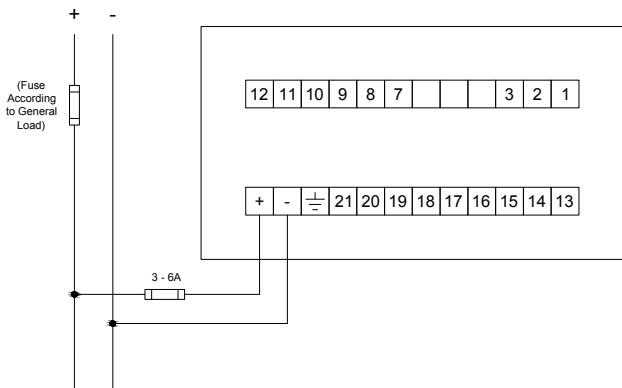 + -
(Fuse
According
to General
Load)
12 11 10 9 8 7 3 2 1
+ - 21 20 19 18 17 16 15 14 13
3 - 6A